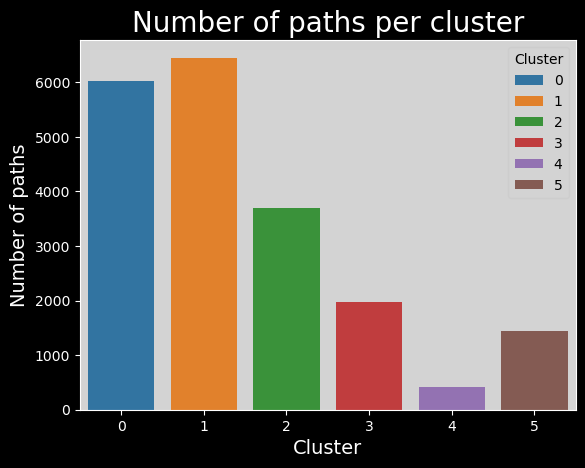 Number of paths per cluster
Number of paths
6000
5000
4000
3000
2000
1000
0
Cluster
0
1
2
3
4
5
0 1 2 3 4 5
Cluster